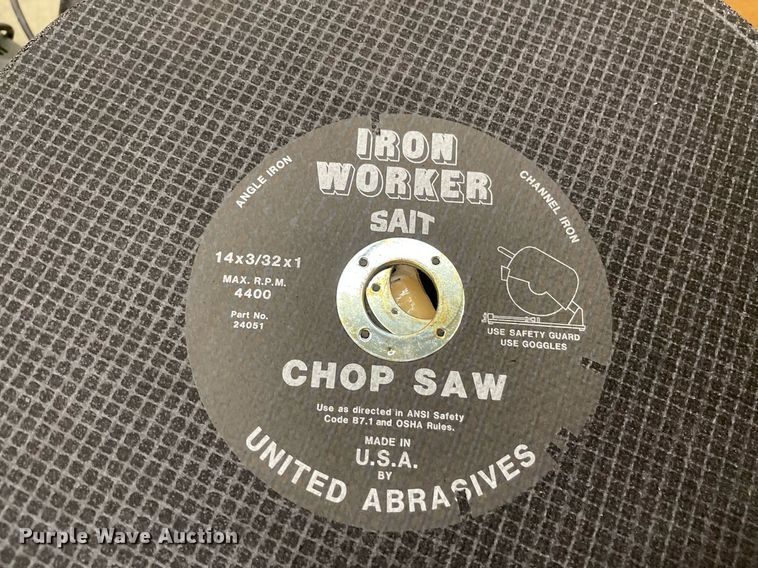 IRON
WORKER
SAIT
ANGLE IRON
CHANNEL IRON
14x3/32x1
MAX. R.P.M.
4400
Part No.
24051
USE SAFETY GUARD
USE GOGGLES
CHOP SAW
Use as directed in ANSI Safety
Code B7.1 and OSHA Rules.
MADE IN
U.S.A.
BY
UNITED ABRASIVES
Purple Wave Auction